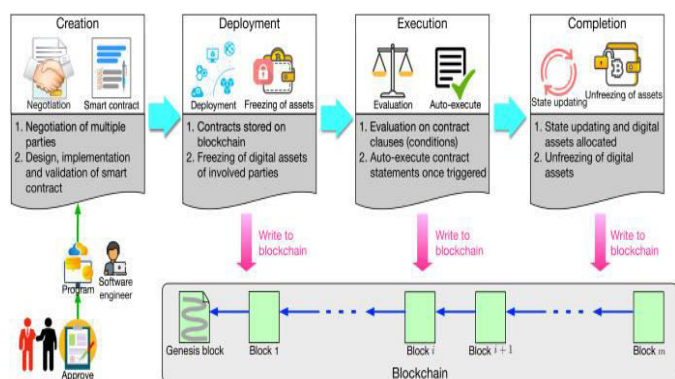 Creation
Negotiation
Smart contract
1. Negotiation of multiple
parties
2. Design, implementation
and validation of smart
contract
Deployment
Deployment
Freezing of assets
1. Contracts stored on
blockchain
2. Freezing of digital assets
of involved parties
Execution
Evaluation
Auto-execute
1. Evaluation on contract
clauses (conditions)
2. Auto-execute contract
statements once triggered
Completion
State updating
Unfreezing of assets
1. State updating and digital
assets allocated
2. Unfreezing of digital
assets
Write to
blockchain
Write to
blockchain
Write to
blockchain
Program
Software
engineer
Approve
Genesis block
Block 1
Block i
Block i + 1
Block m
Blockchain